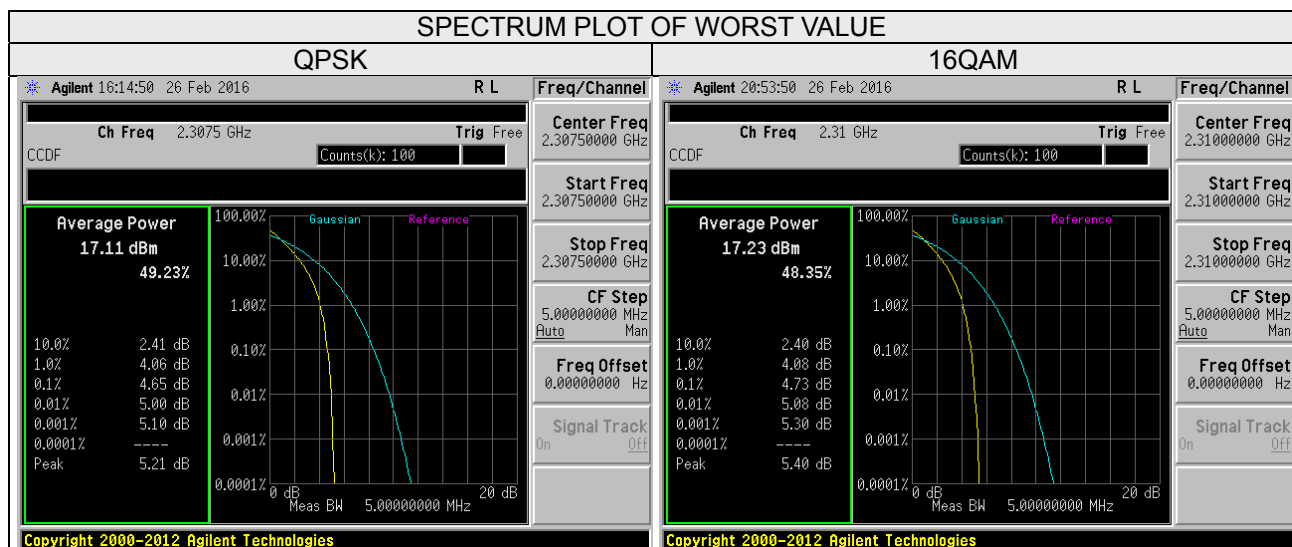 SPECTRUM PLOT OF WORST VALUE
QPSK
16QAM
Agilent 16:14:50 26 Feb 2016 R L
Freq/Channel
Ch Freq 2.3075 GHz Trig Free
CCDF Counts(k): 100
Center Freq
2.30750000 GHz
Start Freq
2.30750000 GHz
Stop Freq
2.30750000 GHz
CF Step
5.00000000 MHz
Auto Man
Freq Offset
0.00000000 Hz
Signal Track
On Off
Average Power
17.11 dBm
49.23%
10.0% 2.41 dB
1.0% 4.06 dB
0.1% 4.65 dB
0.01% 5.00 dB
0.001% 5.10 dB
0.0001% ----
Peak 5.21 dB
Gaussian Reference
100.00%
10.00%
1.00%
0.10%
0.01%
0.001%
0.0001%
0 dB 20 dB
Meas BW 5.00000000 MHz
Copyright 2000-2012 Agilent Technologies
Agilent 20:53:50 26 Feb 2016 R L
Freq/Channel
Ch Freq 2.31 GHz Trig Free
CCDF Counts(k): 100
Center Freq
2.31000000 GHz
Start Freq
2.31000000 GHz
Stop Freq
2.31000000 GHz
CF Step
5.00000000 MHz
Auto Man
Freq Offset
0.00000000 Hz
Signal Track
On Off
Average Power
17.23 dBm
48.35%
10.0% 2.40 dB
1.0% 4.08 dB
0.1% 4.73 dB
0.01% 5.08 dB
0.001% 5.30 dB
0.0001% ----
Peak 5.40 dB
Gaussian Reference
100.00%
10.00%
1.00%
0.10%
0.01%
0.001%
0.0001%
0 dB 20 dB
Meas BW 5.00000000 MHz
Copyright 2000-2012 Agilent Technologies